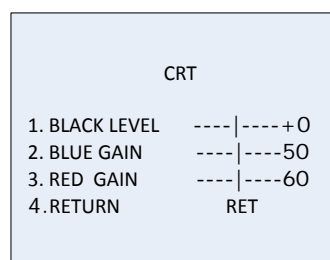 CRT
1. BLACK LEVEL ----|----+0
2. BLUE GAIN ----|----50
3. RED GAIN ----|----60
4.RETURN RET